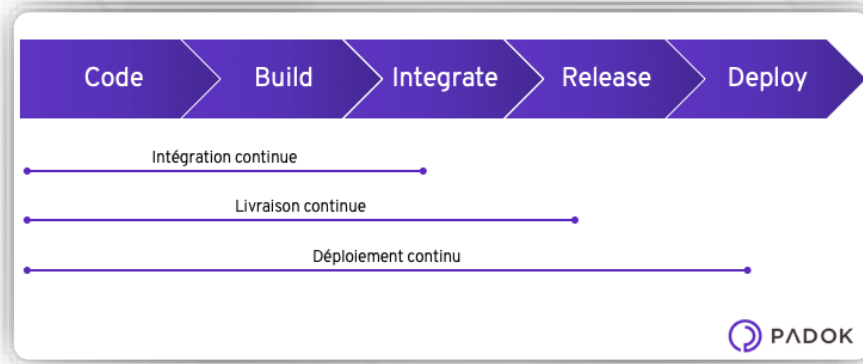 Code Build Integrate Release Deploy
Intégration continue
Livraison continue
Déploiement continu
PADOK